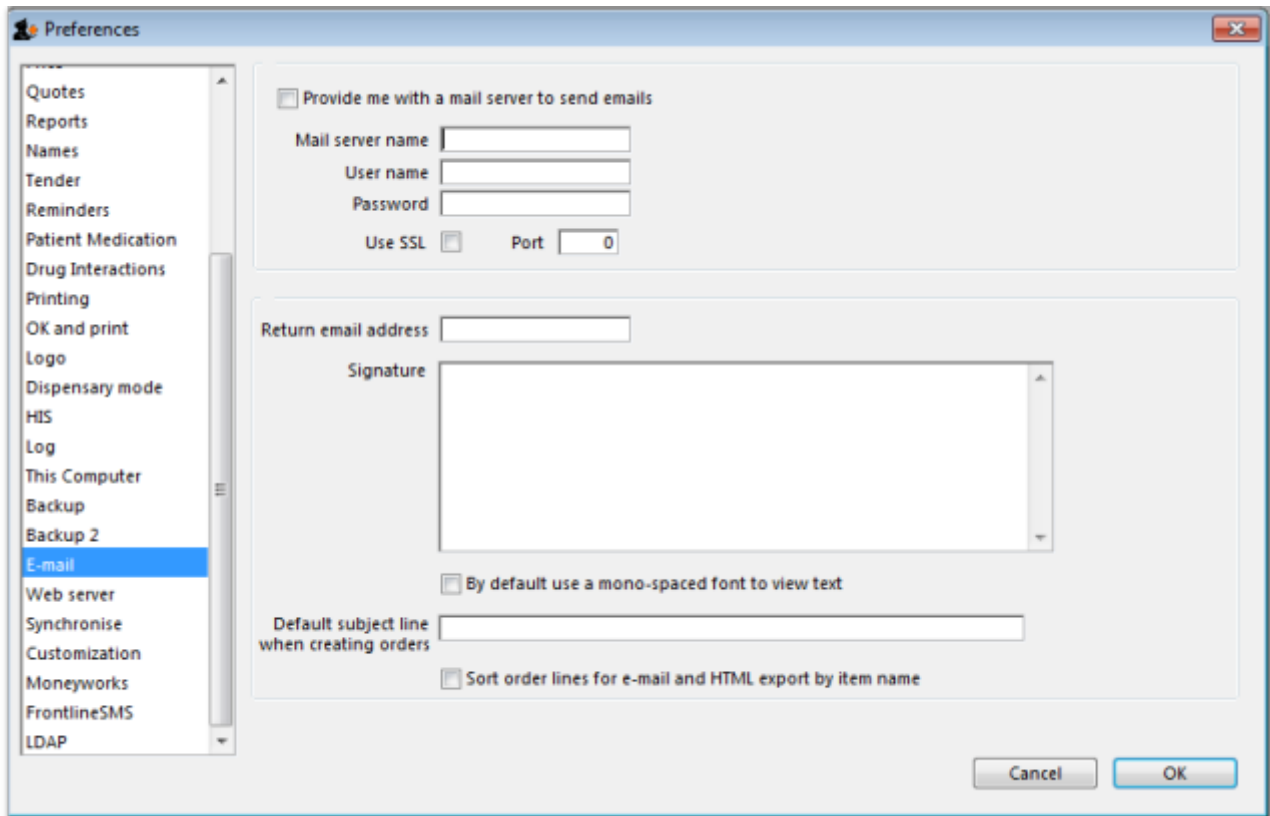 Preferences
Quotes
Reports
Names
Tender
Reminders
Patient Medication
Drug Interactions
Printing
OK and print
Logo
Dispensary mode
HIS
Log
This Computer
Backup
Backup 2
E-mail
Web server
Synchronise
Customization
Moneyworks
FrontlineSMS
LDAP
Provide me with a mail server to send emails
Mail server name
User name
Password
Use SSL Port 0
Return email address
Signature
By default use a mono-spaced font to view text
Default subject line
when creating orders
Sort order lines for e-mail and HTML export by item name
Cancel OK